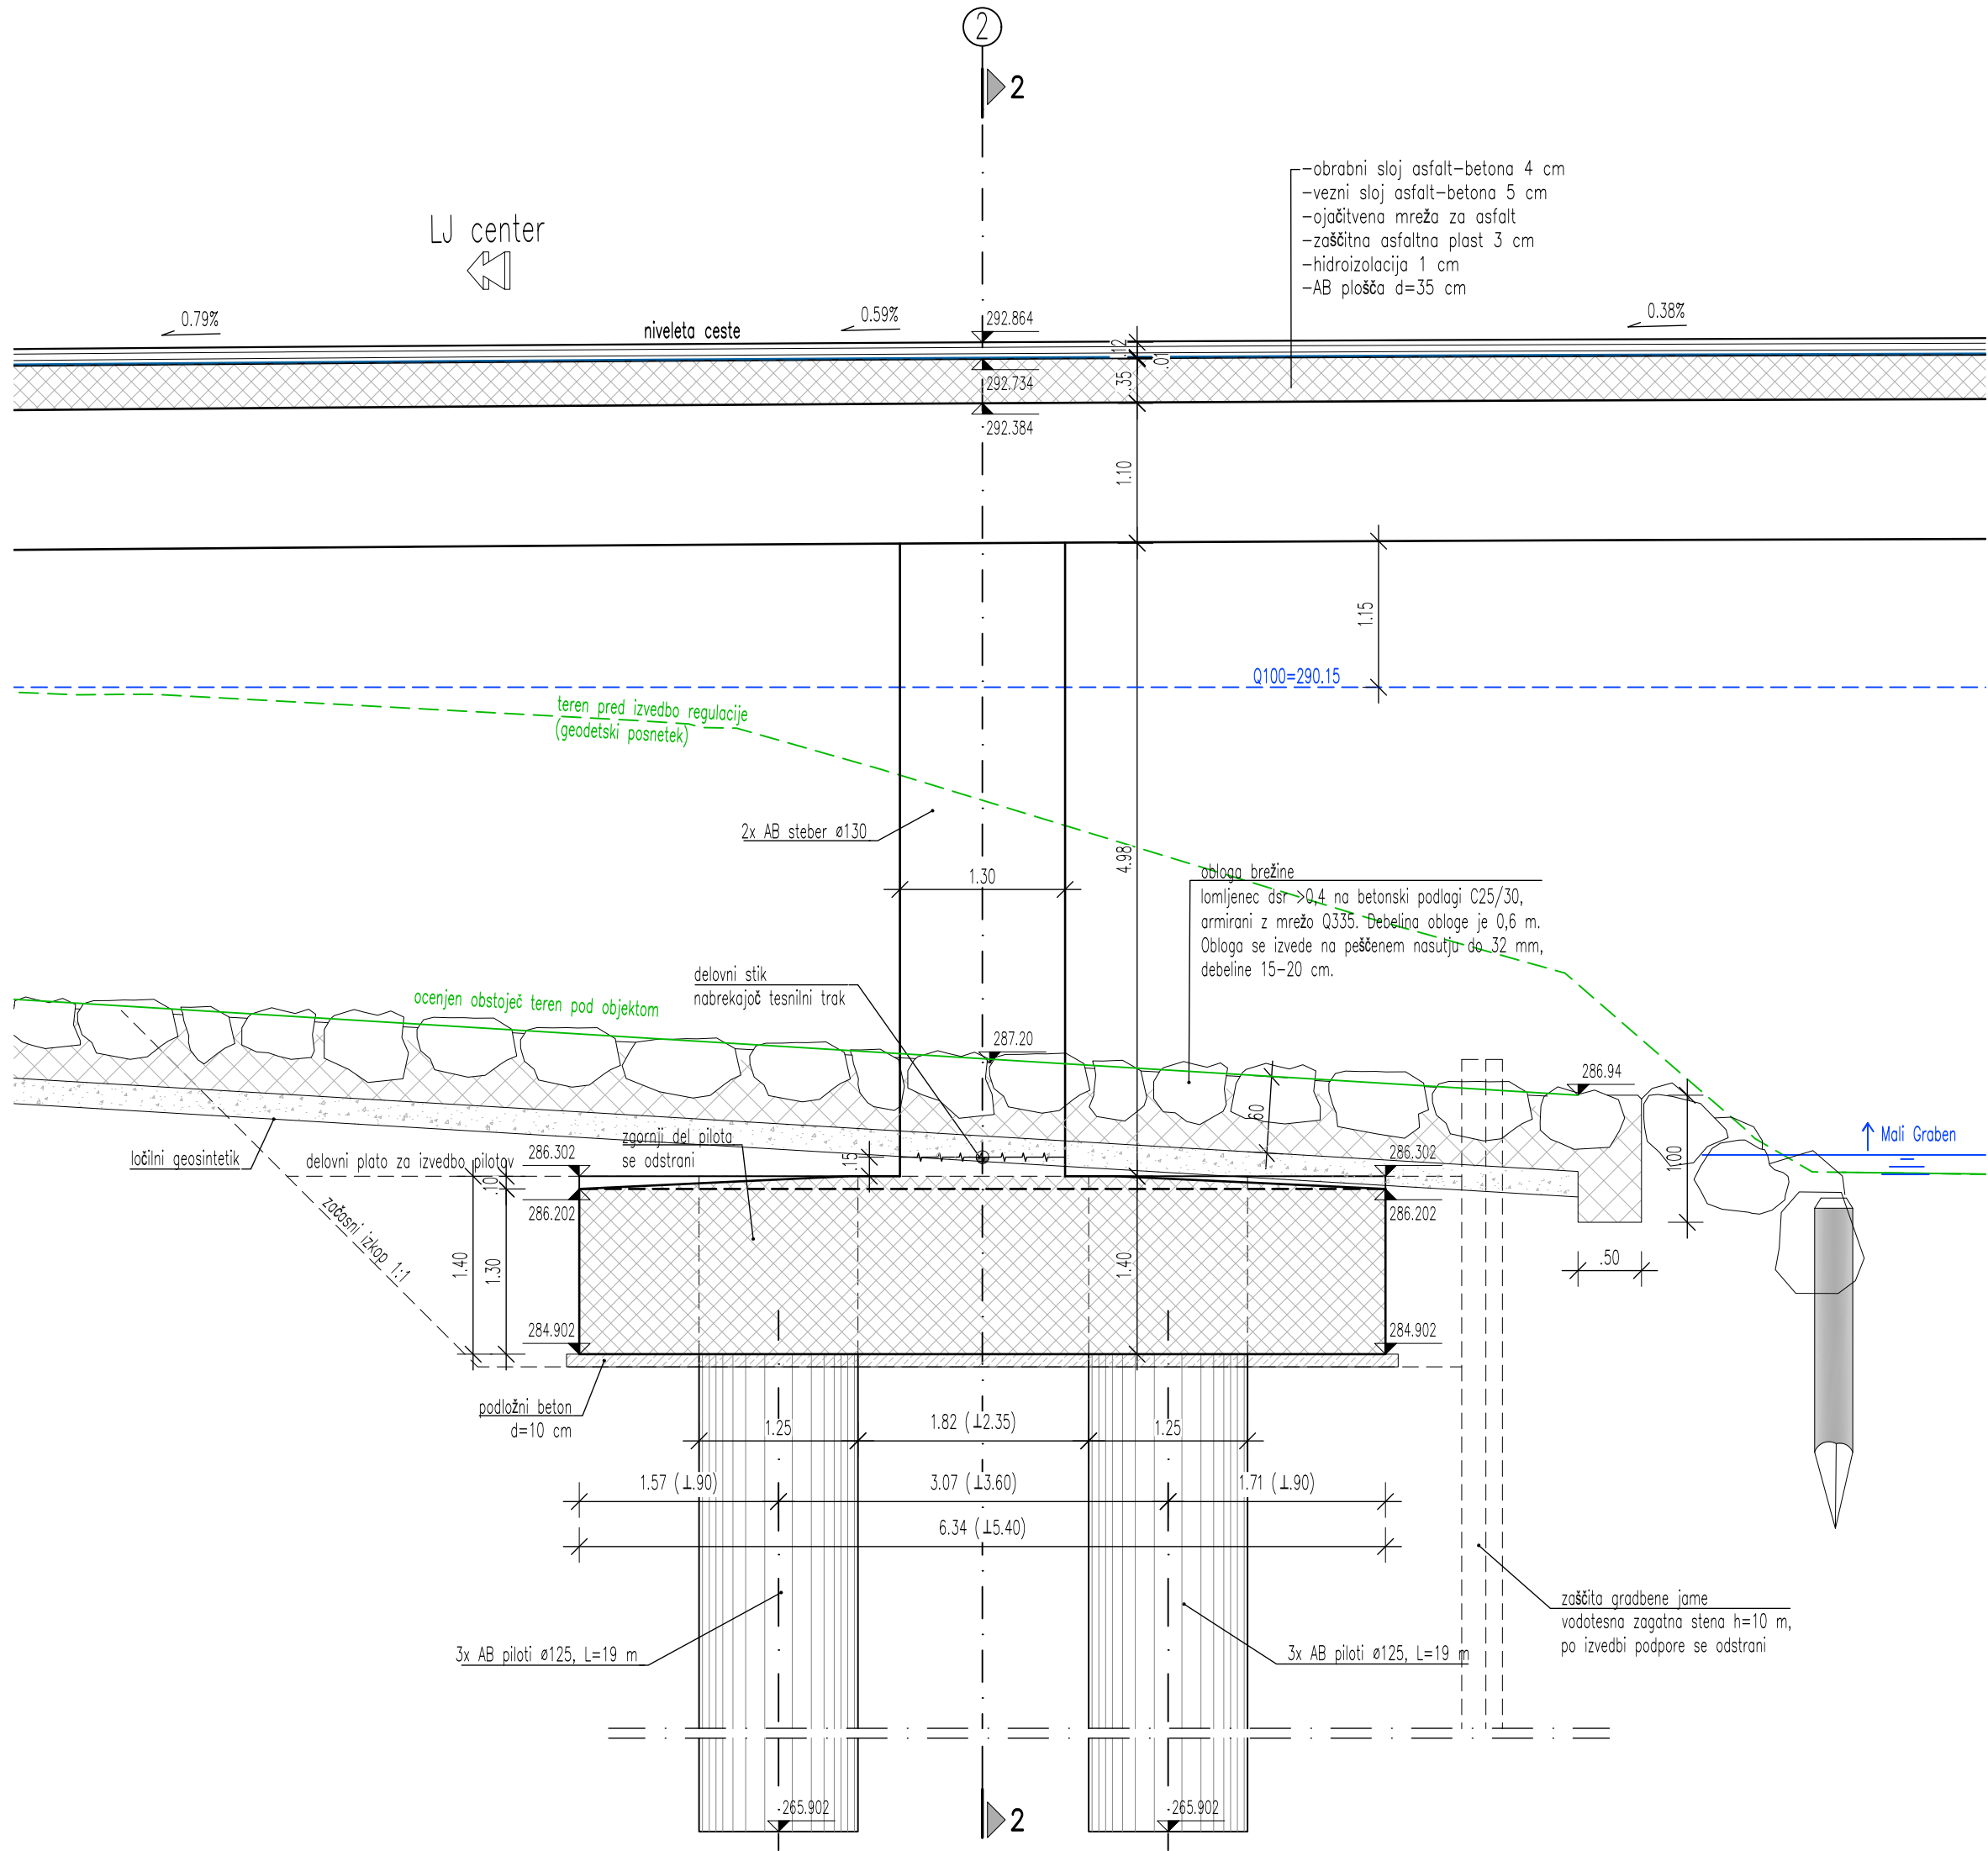 2
2
-obrabni sloj asfalt-betona 4 cm
-vezni sloj asfalt-betona 5 cm
-ojačitvena mreža za asfalt
-zaščitna asfaltna plast 3 cm
-hidroizolacija 1 cm
-AB plošča d=35 cm
LJ center
0.79%
niveleta ceste
0.59%
292.864
0.38%
.12
.01
292.734
.35
292.384
1.10
1.15
Q100=290.15
teren pred izvedbo regulacije
(geodetski posnetek)
2x AB steber ø130
1.30
4.98
obloga brežine
lomljenec dsr >0,4 na betonski podlagi C25/30,
armirani z mrežo Q335. Debelina obloge je 0,6 m.
Obloga se izvede na peščenem nasutju do 32 mm,
debeline 15-20 cm.
delovni stik
nabrekajoč tesnilni trak
ocenjen obstoječ teren pod objektom
287.20
286.94
.60
1.00
Mali Graben
ločilni geosintetik
delovni plato za izvedbo pilotov
zgornji del pilota
se odstrani
.15
286.302
286.302
.10
286.202
286.202
začasni izkop 1:1
1.40
1.30
1.40
.50
284.902
284.902
podložni beton
d=10 cm
1.25
1.82 (⊥2.35)
1.25
1.57 (⊥.90)
3.07 (⊥3.60)
1.71 (⊥.90)
6.34 (⊥5.40)
zaščita gradbene jame
vodotesna zagatna stena h=10 m,
po izvedbi podpore se odstrani
3x AB piloti ø125, L=19 m
3x AB piloti ø125, L=19 m
265.902
265.902
2